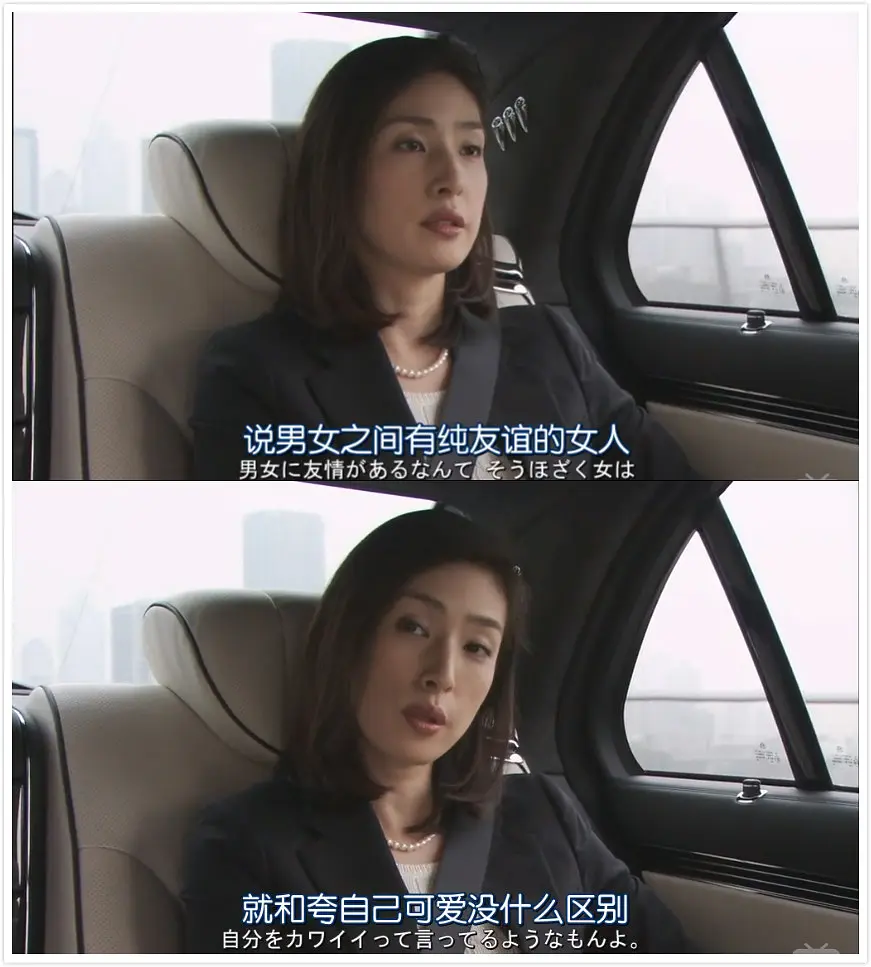 说男女之间有纯友谊的女人
男女に友情があるなんて そうほざく女は
就和夸自己可爱没什么区别
自分をカワイイって言ってるようなもんよ。